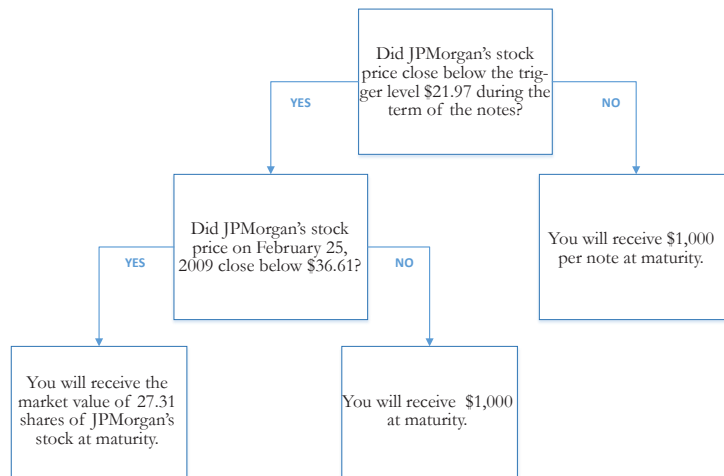 Did JPMorgan's stock
price close below the trig-
ger level $21.97 during the
term of the notes?
YES
NO
Did JPMorgan's stock
price on February 25,
2009 close below $36.61?
You will receive $1,000
per note at maturity.
YES
NO
You will receive the
market value of 27.31
shares of JPMorgan's
stock at maturity.
You will receive $1,000
at maturity.